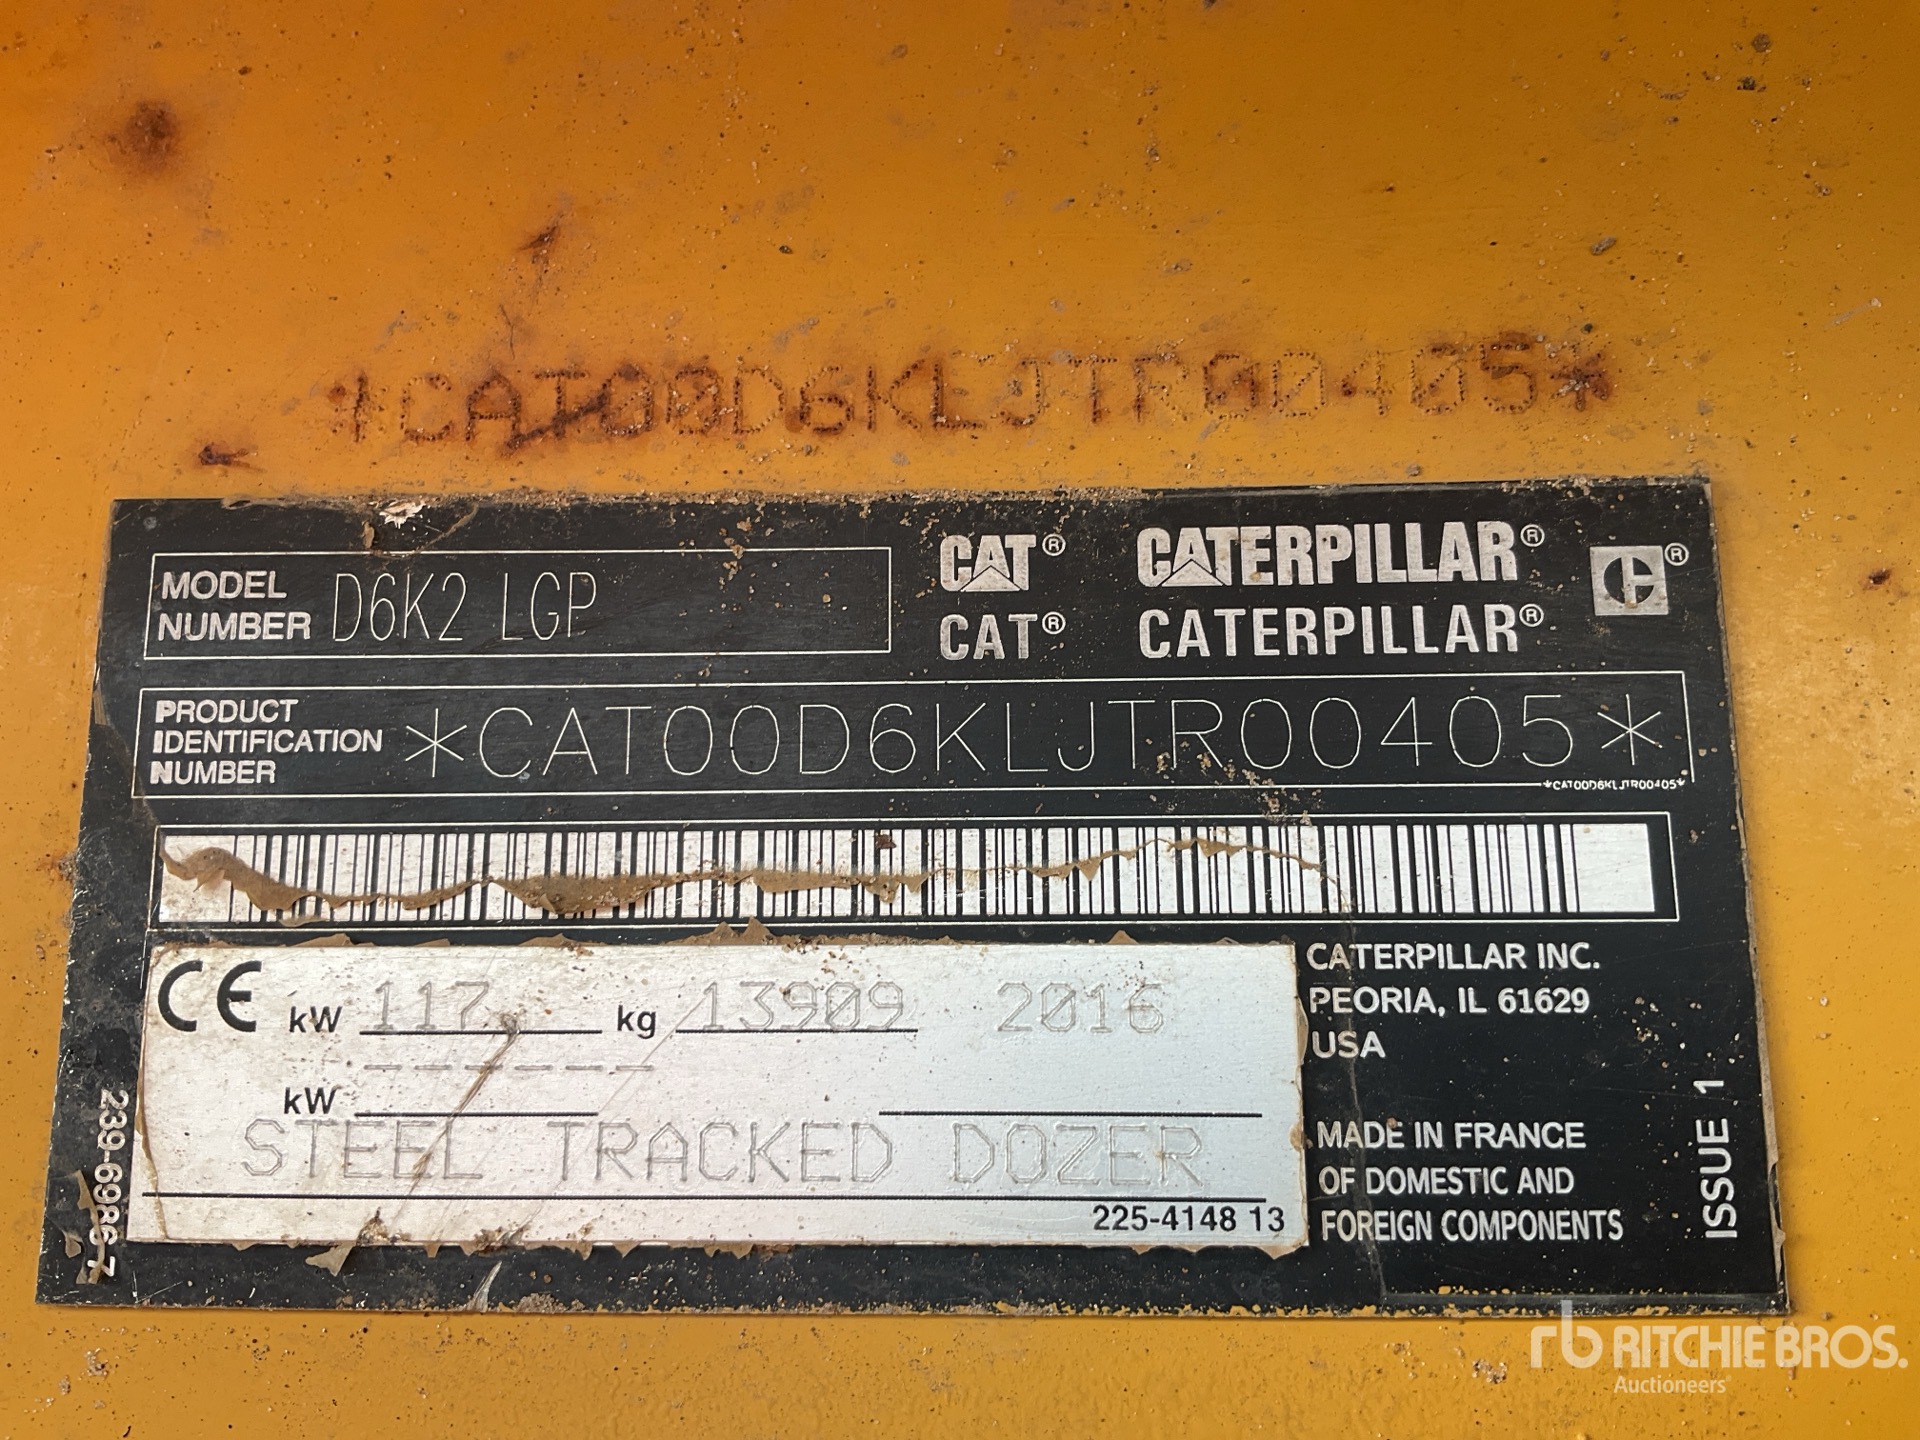 *CAT00D6KLJTR00405*
MODEL NUMBER D6K2 LGP
CAT® CATERPILLAR®
CAT® CATERPILLAR®
PRODUCT IDENTIFICATION NUMBER *CAT00D6KLJTR00405*
*CAT00D6KLJTR00405*
CE kW 117 kg 13909 2016
kW ------
STEEL TRACKED DOZER
225-4148 13
CATERPILLAR INC.
PEORIA, IL 61629
USA
MADE IN FRANCE
OF DOMESTIC AND
FOREIGN COMPONENTS
ISSUE 1
239-6986-7
rb RITCHIE BROS.
Auctioneers